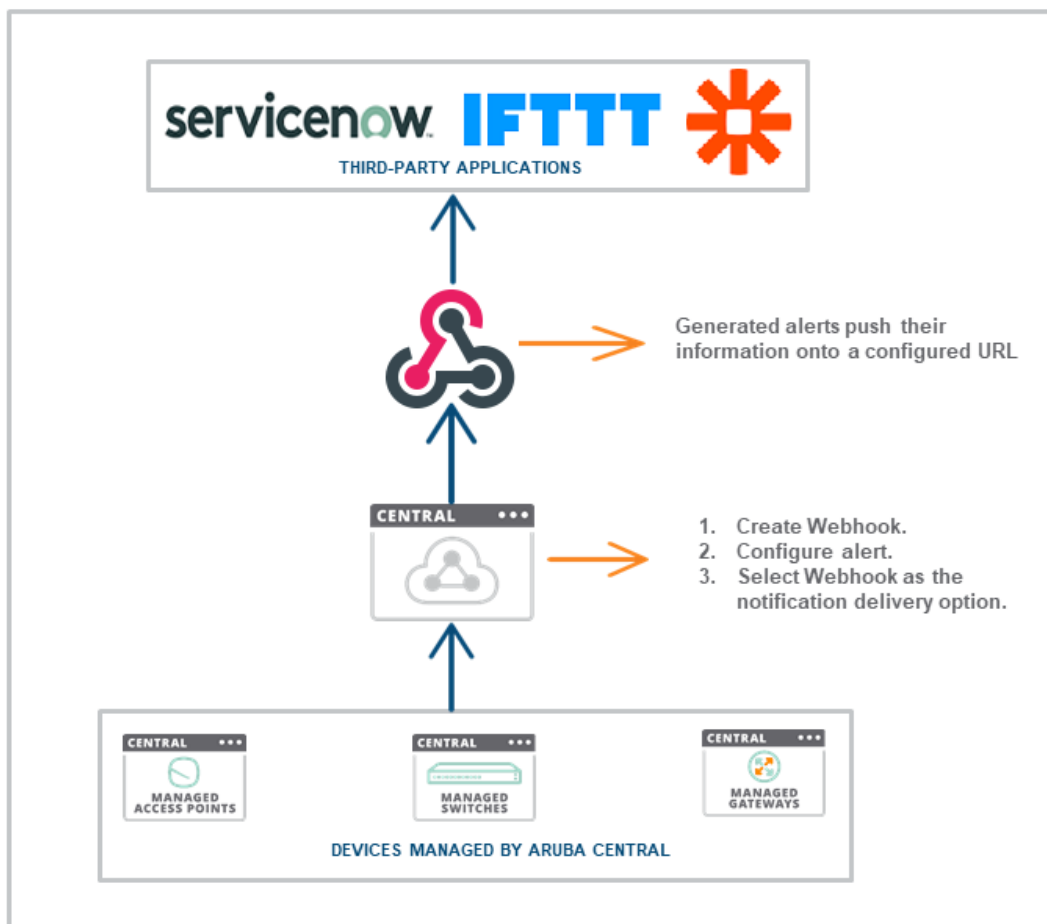 servicenow™
IFTTT
THIRD-PARTY APPLICATIONS
Generated alerts push their
information onto a configured URL
CENTRAL
1. Create Webhook.
2. Configure alert.
3. Select Webhook as the
notification delivery option.
CENTRAL
MANAGED
ACCESS POINTS
CENTRAL
MANAGED
SWITCHES
CENTRAL
MANAGED
GATEWAYS
DEVICES MANAGED BY ARUBA CENTRAL